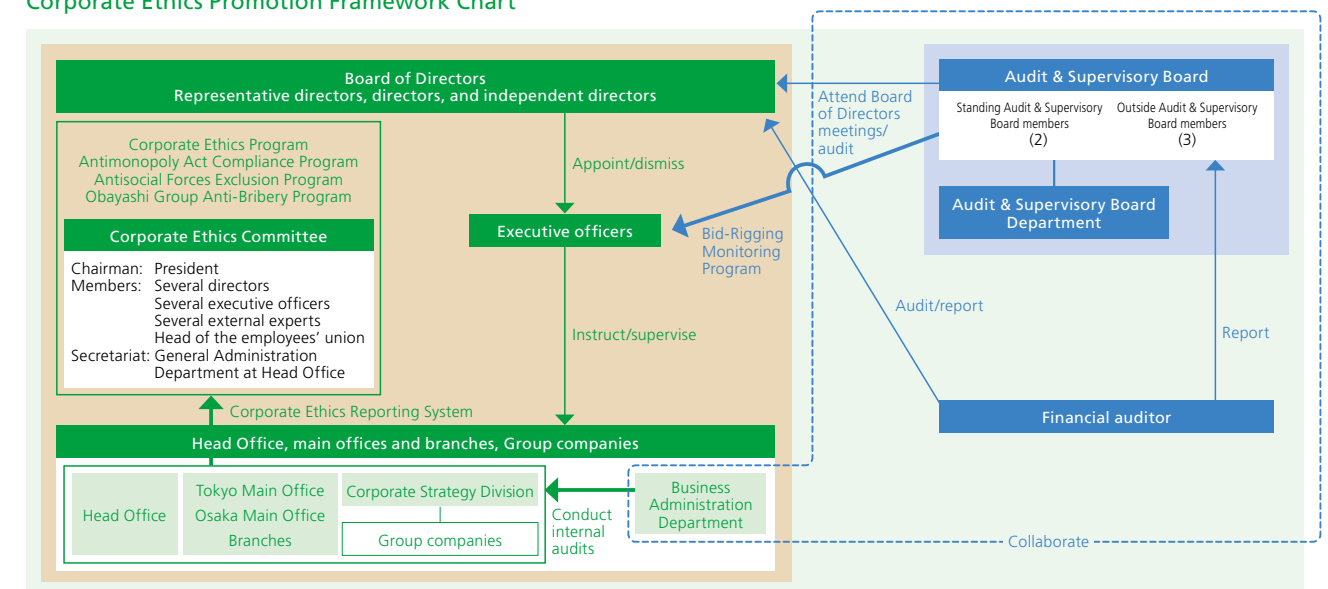 Corporate Ethics Promotion Framework Chart
Board of Directors
Representative directors, directors, and independent directors
Corporate Ethics Program
Antimonopoly Act Compliance Program
Antisocial Forces Exclusion Program
Obayashi Group Anti-Bribery Program
Corporate Ethics Committee
Chairman: President
Members: Several directors
Several executive officers
Several external experts
Head of the employees’ union
Secretariat: General Administration
Department at Head Office
Appoint/dismiss
Executive officers
Instruct/supervise
Corporate Ethics Reporting System
Head Office, main offices and branches, Group companies
Head Office
Tokyo Main Office
Osaka Main Office
Branches
Corporate Strategy Division
Group companies
Conduct
internal
audits
Business
Administration
Department
Attend Board
of Directors
meetings/
audit
Bid-Rigging
Monitoring
Program
Audit & Supervisory Board
Standing Audit & Supervisory
Board members
(2)
Outside Audit & Supervisory
Board members
(3)
Audit & Supervisory Board
Department
Audit/report
Report
Financial auditor
Collaborate